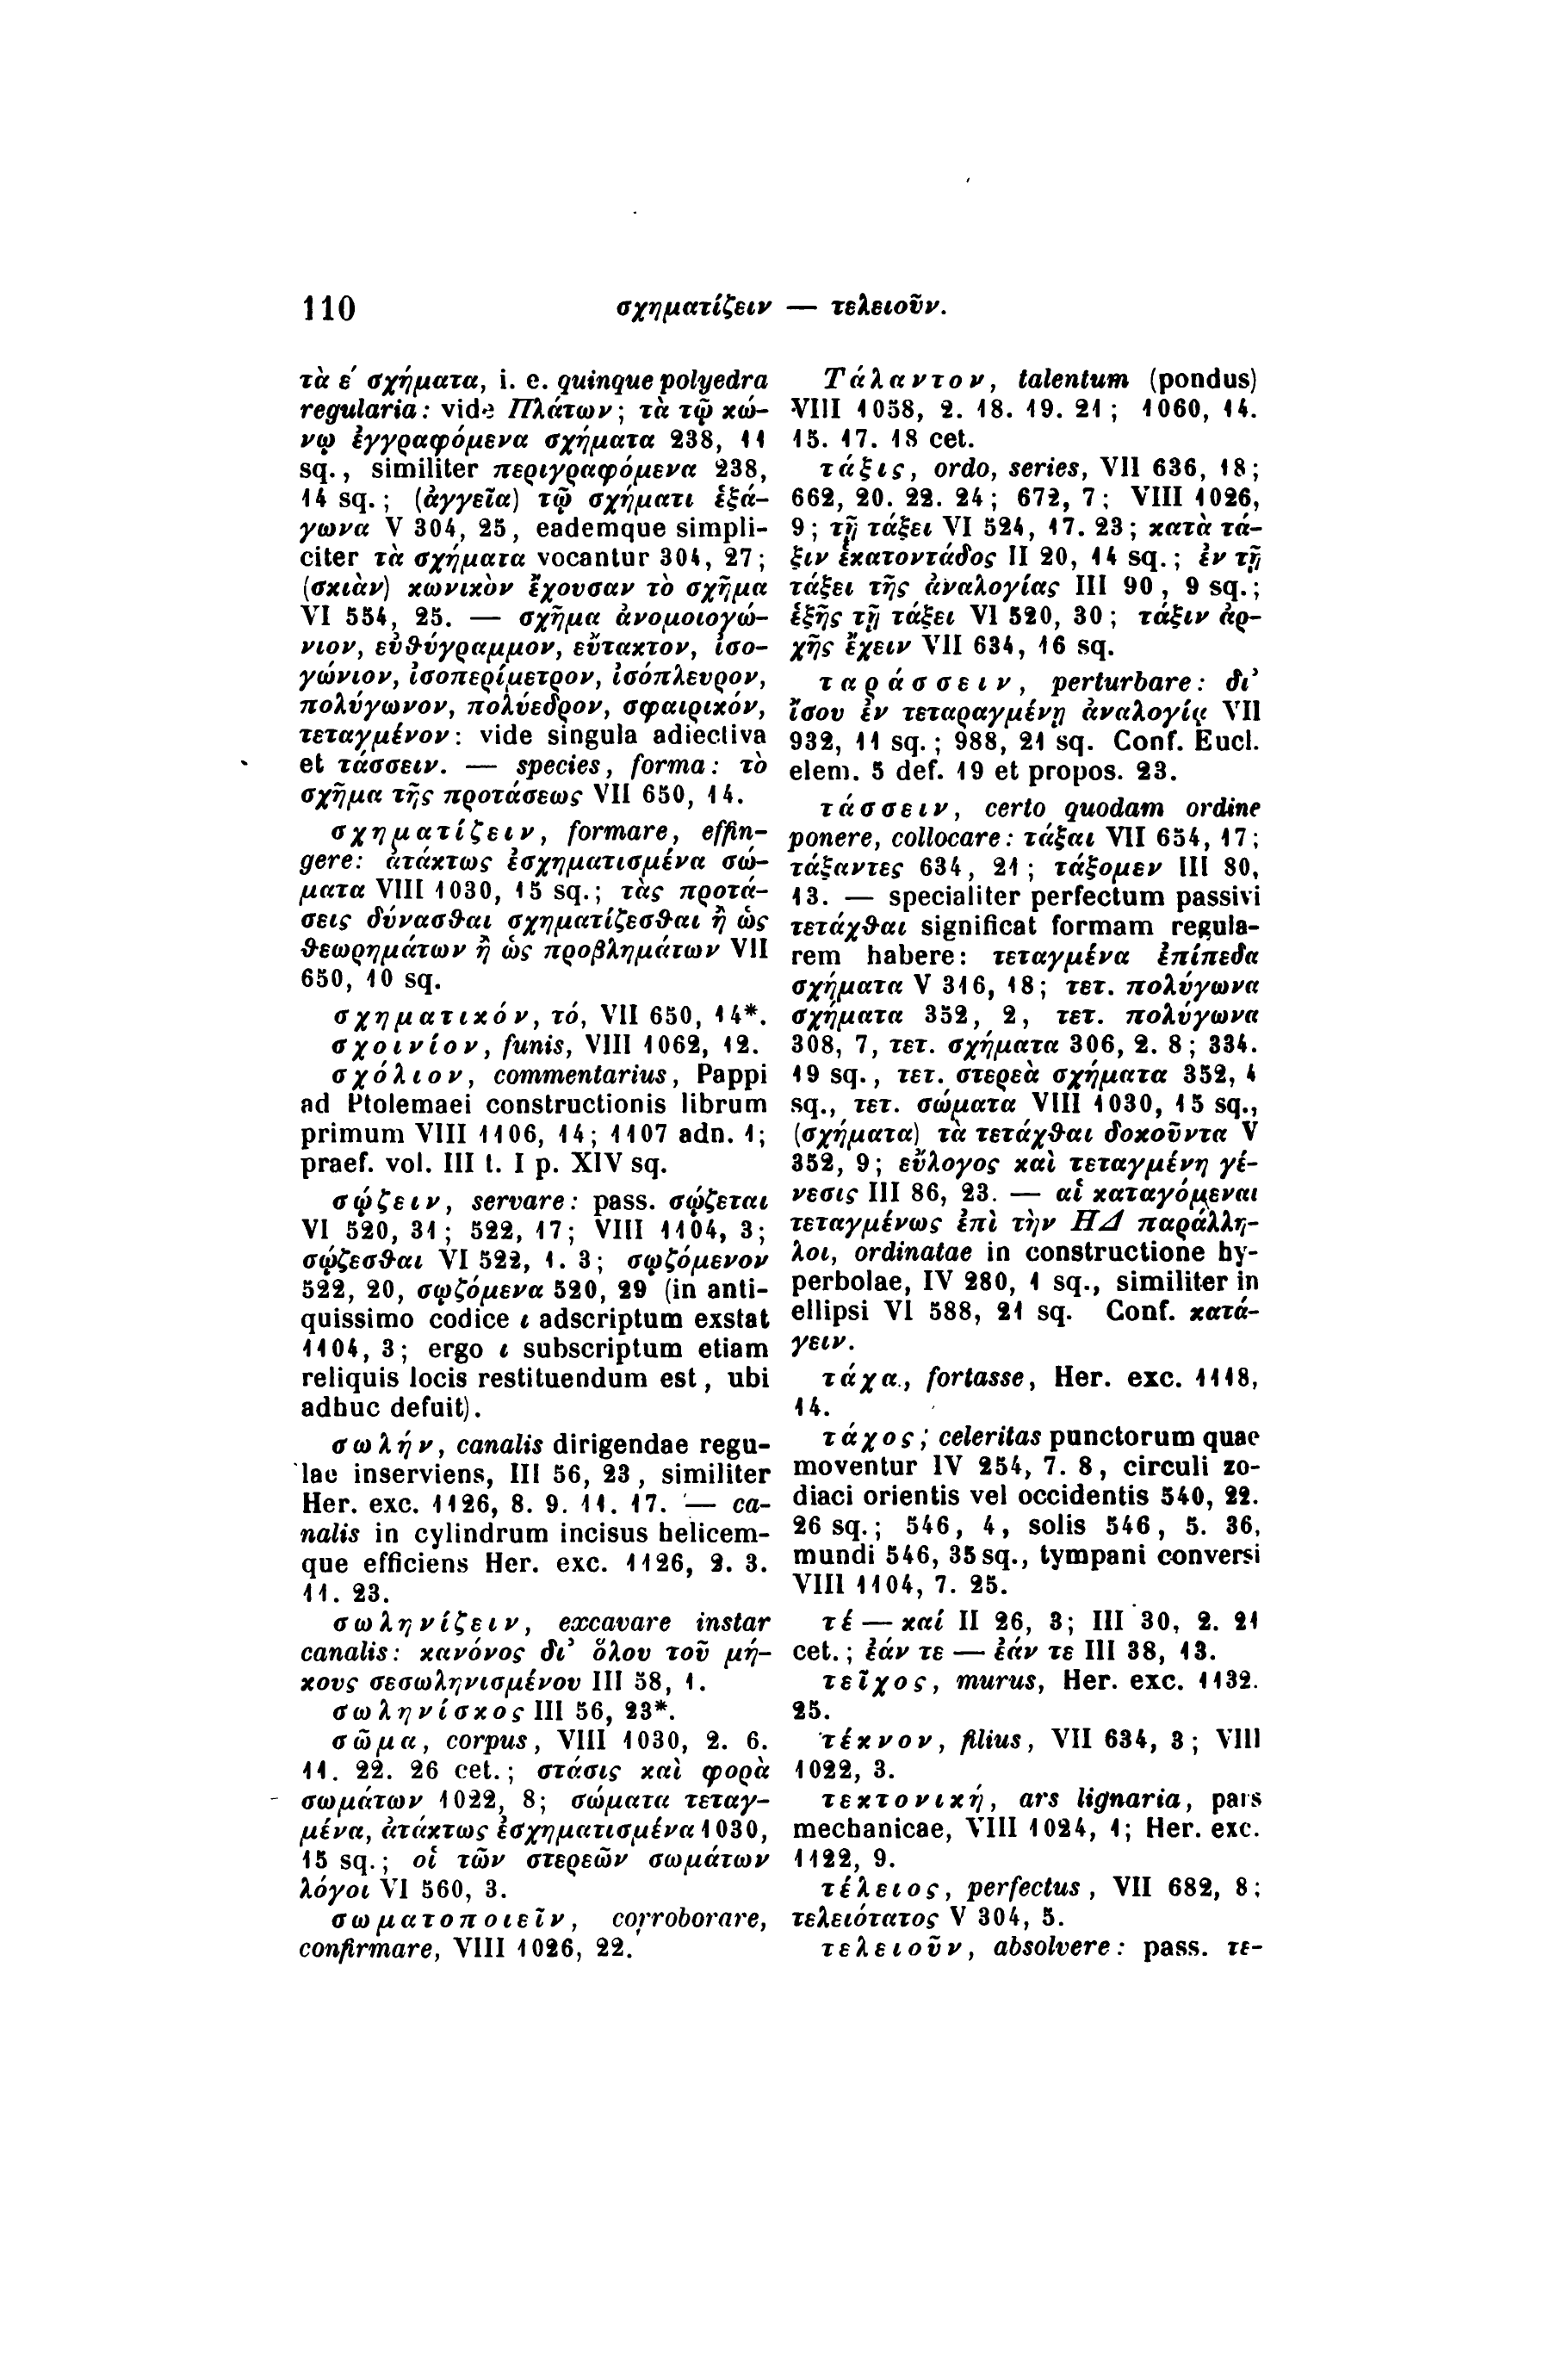 110 σχηματίζειν — τελειοῦν.
τὰ ε΄ σχήματα, i. e. quinque polyedra
regularia: vide Πλάτων; τὰ τῷ κώ-
νῳ ἐγγραφόμενα σχήματα 238, 11
sq., similiter περιγραφόμενα 238,
14 sq.; (ἀγγεῖα) τῷ σχήματι ἑξά-
γωνα V 304, 25, eademque simpli-
citer τὰ σχήματα vocantur 304, 27;
(σκιὰν) κωνικὸν ἔχουσαν τὸ σχῆμα
VI 554, 25. — σχῆμα ἀνομοιογώ-
νιον, εὐθύγραμμον, εὔτακτον, ἰσο-
γώνιον, ἰσοπερίμετρον, ἰσόπλευρον,
πολύγωνον, πολύεδρον, σφαιρικόν,
τεταγμένον: vide singula adiectiva
et τάσσειν. — species, forma: τὸ
σχῆμα τῆς προτάσεως VII 650, 14.
σχηματίζειν, formare, effin-
gere: ἀτάκτως ἐσχηματισμένα σώ-
ματα VIII 1030, 15 sq.; τὰς προτά-
σεις δύνασθαι σχηματίζεσθαι ἢ ὡς
θεωρημάτων ἢ ὡς προβλημάτων VII
650, 10 sq.
σχηματικόν, τό, VII 650, 14*.
σχοινίον, funis, VIII 1062, 12.
σχόλιον, commentarius, Pappi
ad Ptolemaei constructionis librum
primum VIII 1106, 14; 1107 adn. 1;
praef. vol. III t. I p. XIV sq.
σῴζειν, servare: pass. σῴζεται
VI 520, 31; 522, 17; VIII 1104, 3;
σῴζεσθαι VI 522, 1. 3; σῳζόμενον
522, 20, σῳζόμενα 520, 29 (in anti-
quissimo codice ι adscriptum exstat
1104, 3; ergo ι subscriptum etiam
reliquis locis restituendum est, ubi
adhuc defuit).
σωλήν, canalis dirigendae regu-
lae inserviens, III 56, 23, similiter
Her. exc. 1126, 8. 9. 11. 17. — ca-
nalis in cylindrum incisus helicem-
que efficiens Her. exc. 1126, 2. 3.
11. 23.
σωληνίζειν, excavare instar
canalis: κανόνος δι᾽ ὅλου τοῦ μή-
κους σεσωληνισμένου III 58, 1.
σωληνίσκος III 56, 23*.
σῶμα, corpus, VIII 1030, 2. 6.
11. 22. 26 cet.; στάσις καὶ φορὰ
σωμάτων 1022, 8; σώματα τεταγ-
μένα, ἀτάκτως ἐσχηματισμένα 1030,
15 sq.; οἱ τῶν στερεῶν σωμάτων
λόγοι VI 560, 3.
σωματοποιεῖν, corroborare,
confirmare, VIII 1026, 22.
Τάλαντον, talentum (pondus)
VIII 1058, 2. 18. 19. 21; 1060, 14.
15. 17. 18 cet.
τάξις, ordo, series, VII 636, 18;
662, 20. 22. 24; 672, 7; VIII 1026,
9; τῇ τάξει VI 524, 17. 23; κατὰ τά-
ξιν ἑκατοντάδος II 20, 14 sq.; ἐν τῇ
τάξει τῆς ἀναλογίας III 90, 9 sq.;
ἑξῆς τῇ τάξει VI 520, 30; τάξιν ἀρ-
χῆς ἔχειν VII 634, 16 sq.
ταράσσειν, perturbare: δι᾽
ἴσου ἐν τεταραγμένῃ ἀναλογίᾳ VII
932, 11 sq.; 988, 21 sq. Conf. Eucl.
elem. 5 def. 19 et propos. 23.
τάσσειν, certo quodam ordine
ponere, collocare: τάξαι VII 654, 17;
τάξαντες 634, 21; τάξομεν III 80,
13. — specialiter perfectum passivi
τετάχθαι significat formam regula-
rem habere: τεταγμένα ἐπίπεδα
σχήματα V 316, 18; τετ. πολύγωνα
σχήματα 352, 2, τετ. πολύγωνα
308, 7, τετ. σχήματα 306, 2. 8; 334.
19 sq., τετ. στερεὰ σχήματα 352, 4
sq., τετ. σώματα VIII 1030, 15 sq.,
(σχήματα) τὰ τετάχθαι δοκοῦντα V
352, 9; εὔλογος καὶ τεταγμένη γέ-
νεσις III 86, 23. — αἱ καταγόμεναι
τεταγμένως ἐπὶ τὴν ΗΔ παράλλη-
λοι, ordinatae in constructione hy-
perbolae, IV 280, 1 sq., similiter in
ellipsi VI 588, 21 sq. Conf. κατά-
γειν.
τάχα, fortasse, Her. exc. 1118,
14.
τάχος, celeritas punctorum quae
moventur IV 254, 7. 8, circuli zo-
diaci orientis vel occidentis 540, 22.
26 sq.; 546, 4, solis 546, 5. 36,
mundi 546, 35 sq., tympani conversi
VIII 1104, 7. 25.
τέ — καί II 26, 3; III 30, 2. 21
cet.; ἐάν τε — ἐάν τε III 38, 13.
τεῖχος, murus, Her. exc. 1132.
25.
τέκνον, filius, VII 634, 3; VIII
1022, 3.
τεκτονική, ars lignaria, pars
mechanicae, VIII 1024, 1; Her. exc.
1122, 9.
τέλειος, perfectus, VII 682, 8;
τελειότατος V 304, 5.
τελειοῦν, absolvere: pass. τε-